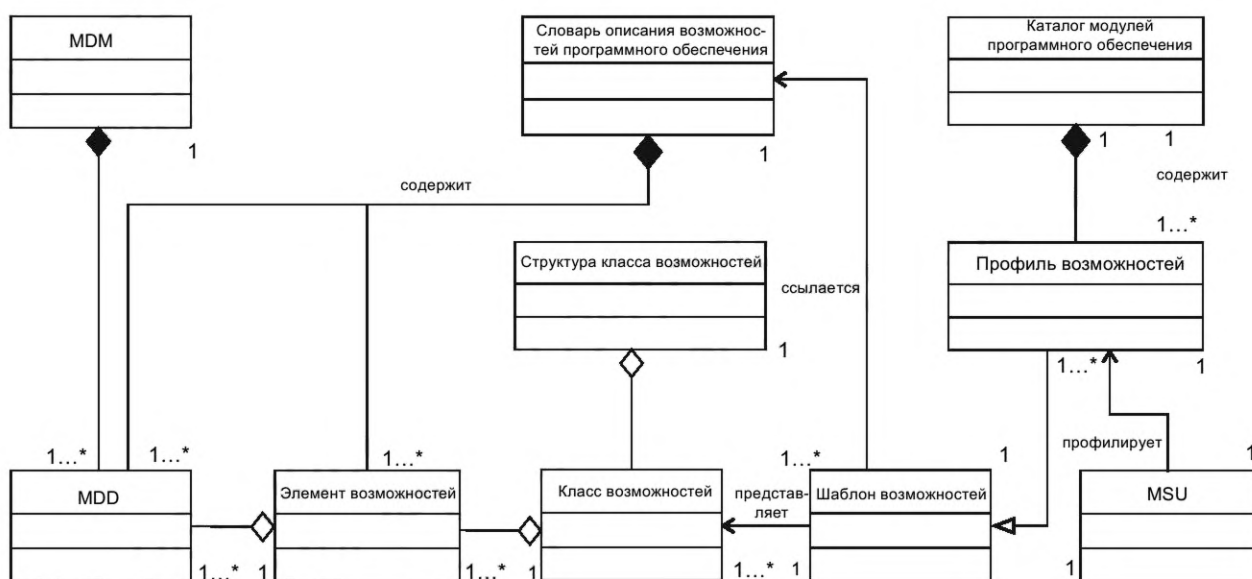 MDM
Словарь описания возможнос-
тей программного обеспечения
Каталог модулей
программного обеспечения
1
1
1
1
содержит
содержит
1...*
Структура класса возможностей
Профиль возможностей
ссылается
1
1...*
1
профилирует
1...*
1...*
1...*
1...*
1
1
MDD
Элемент возможностей
Класс возможностей
представ-
ляет
Шаблон возможностей
MSU
1...*
1
1...*
1
1...*
1
1